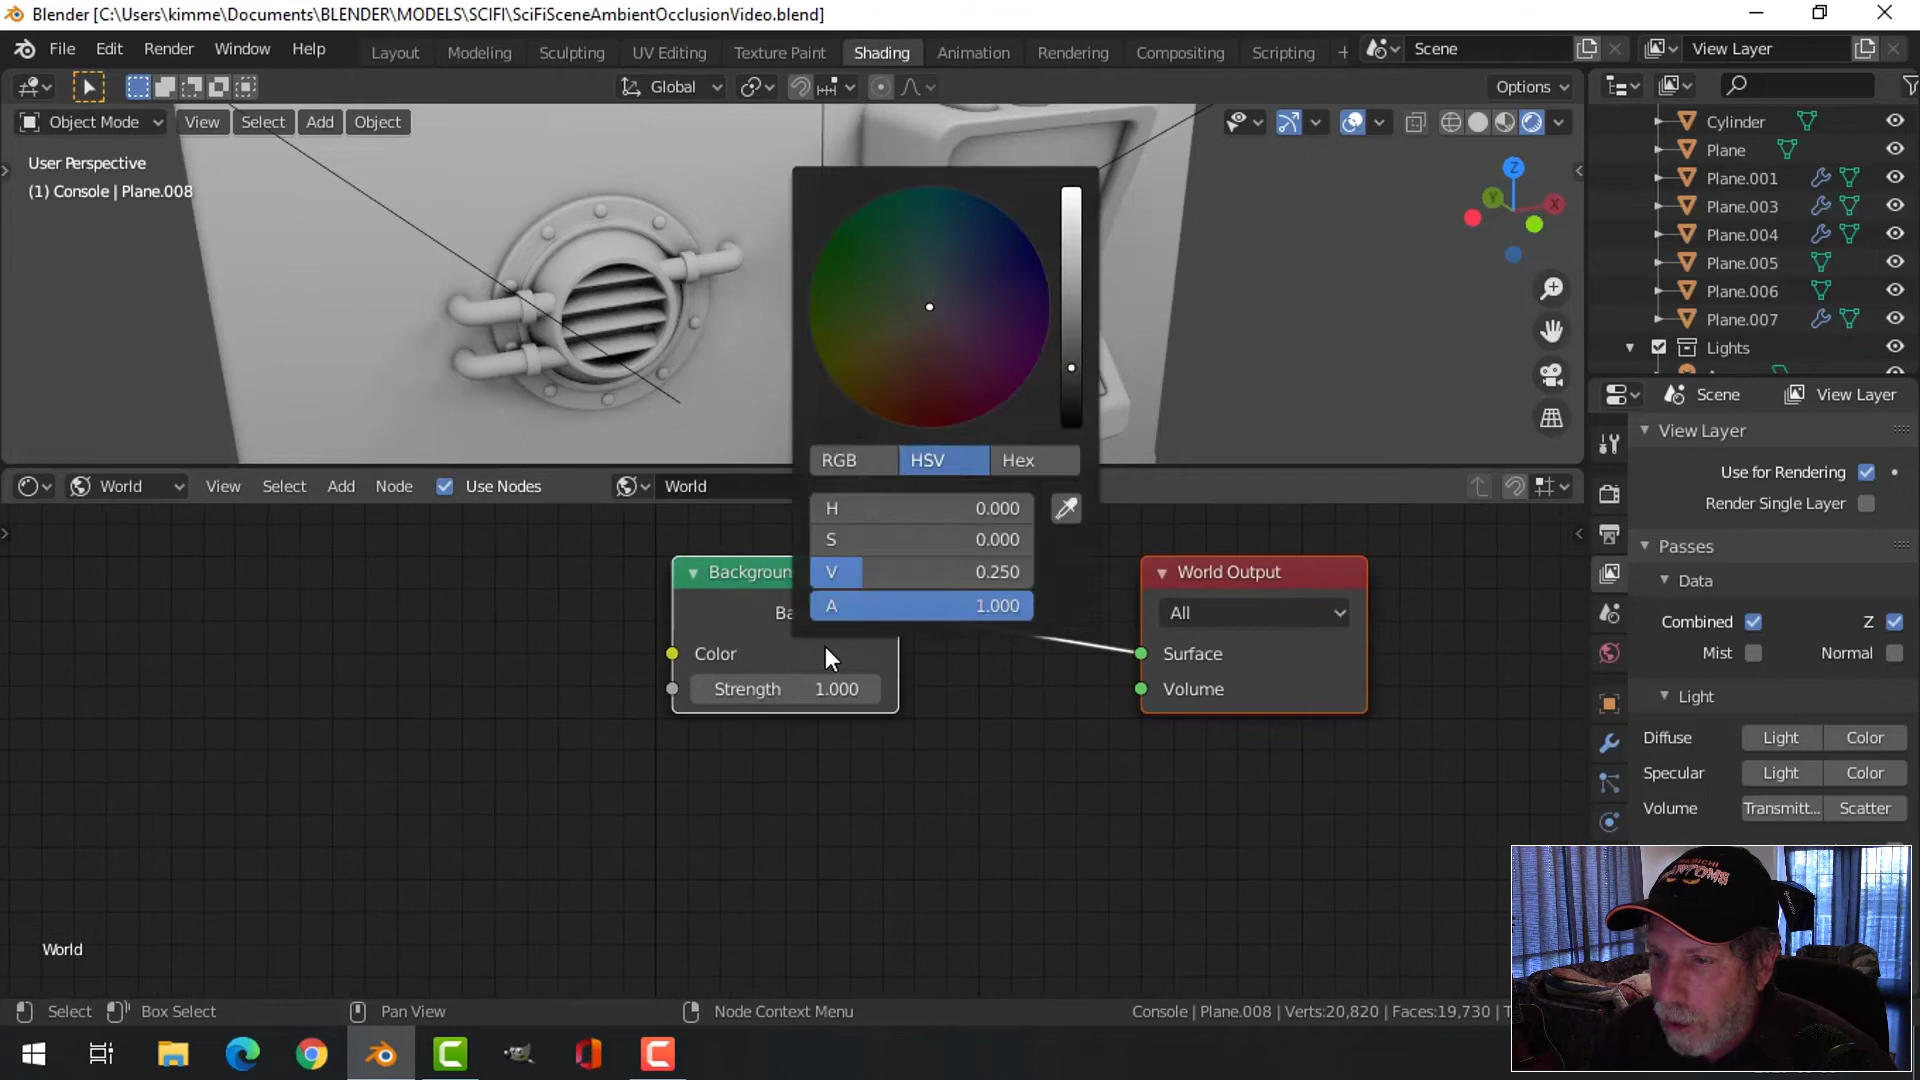 Blender [C:\Users\kimme\Documents\BLENDER\MODELS\SCIFI\SciFiSceneAmbientOcclusionVideo.blend]
File Edit Render Window Help
Layout Modeling Sculpting UV Editing Texture Paint Shading Animation Rendering Compositing Scripting +
Scene
View Layer
Global
Options
Object Mode View Select Add Object
User Perspective
(1) Console | Plane.008
Z
Y
X
Cylinder
Plane
Plane.001
Plane.003
Plane.004
Plane.005
Plane.006
Plane.007
Lights
Scene View Layer
View Layer
Use for Rendering
Render Single Layer
Passes
Data
Combined Z
Mist Normal
Light
Diffuse Light Color
Specular Light Color
Volume Transmitt... Scatter
RGB HSV Hex
H 0.000
S 0.000
V 0.250
A 1.000
World View Select Add Node Use Nodes World
Backgroun
Ba
Color
Strength 1.000
World Output
All
Surface
Volume
World
Select Box Select Pan View Node Context Menu Console | Plane.008 | Verts:20,820 | Faces:19,730 | T